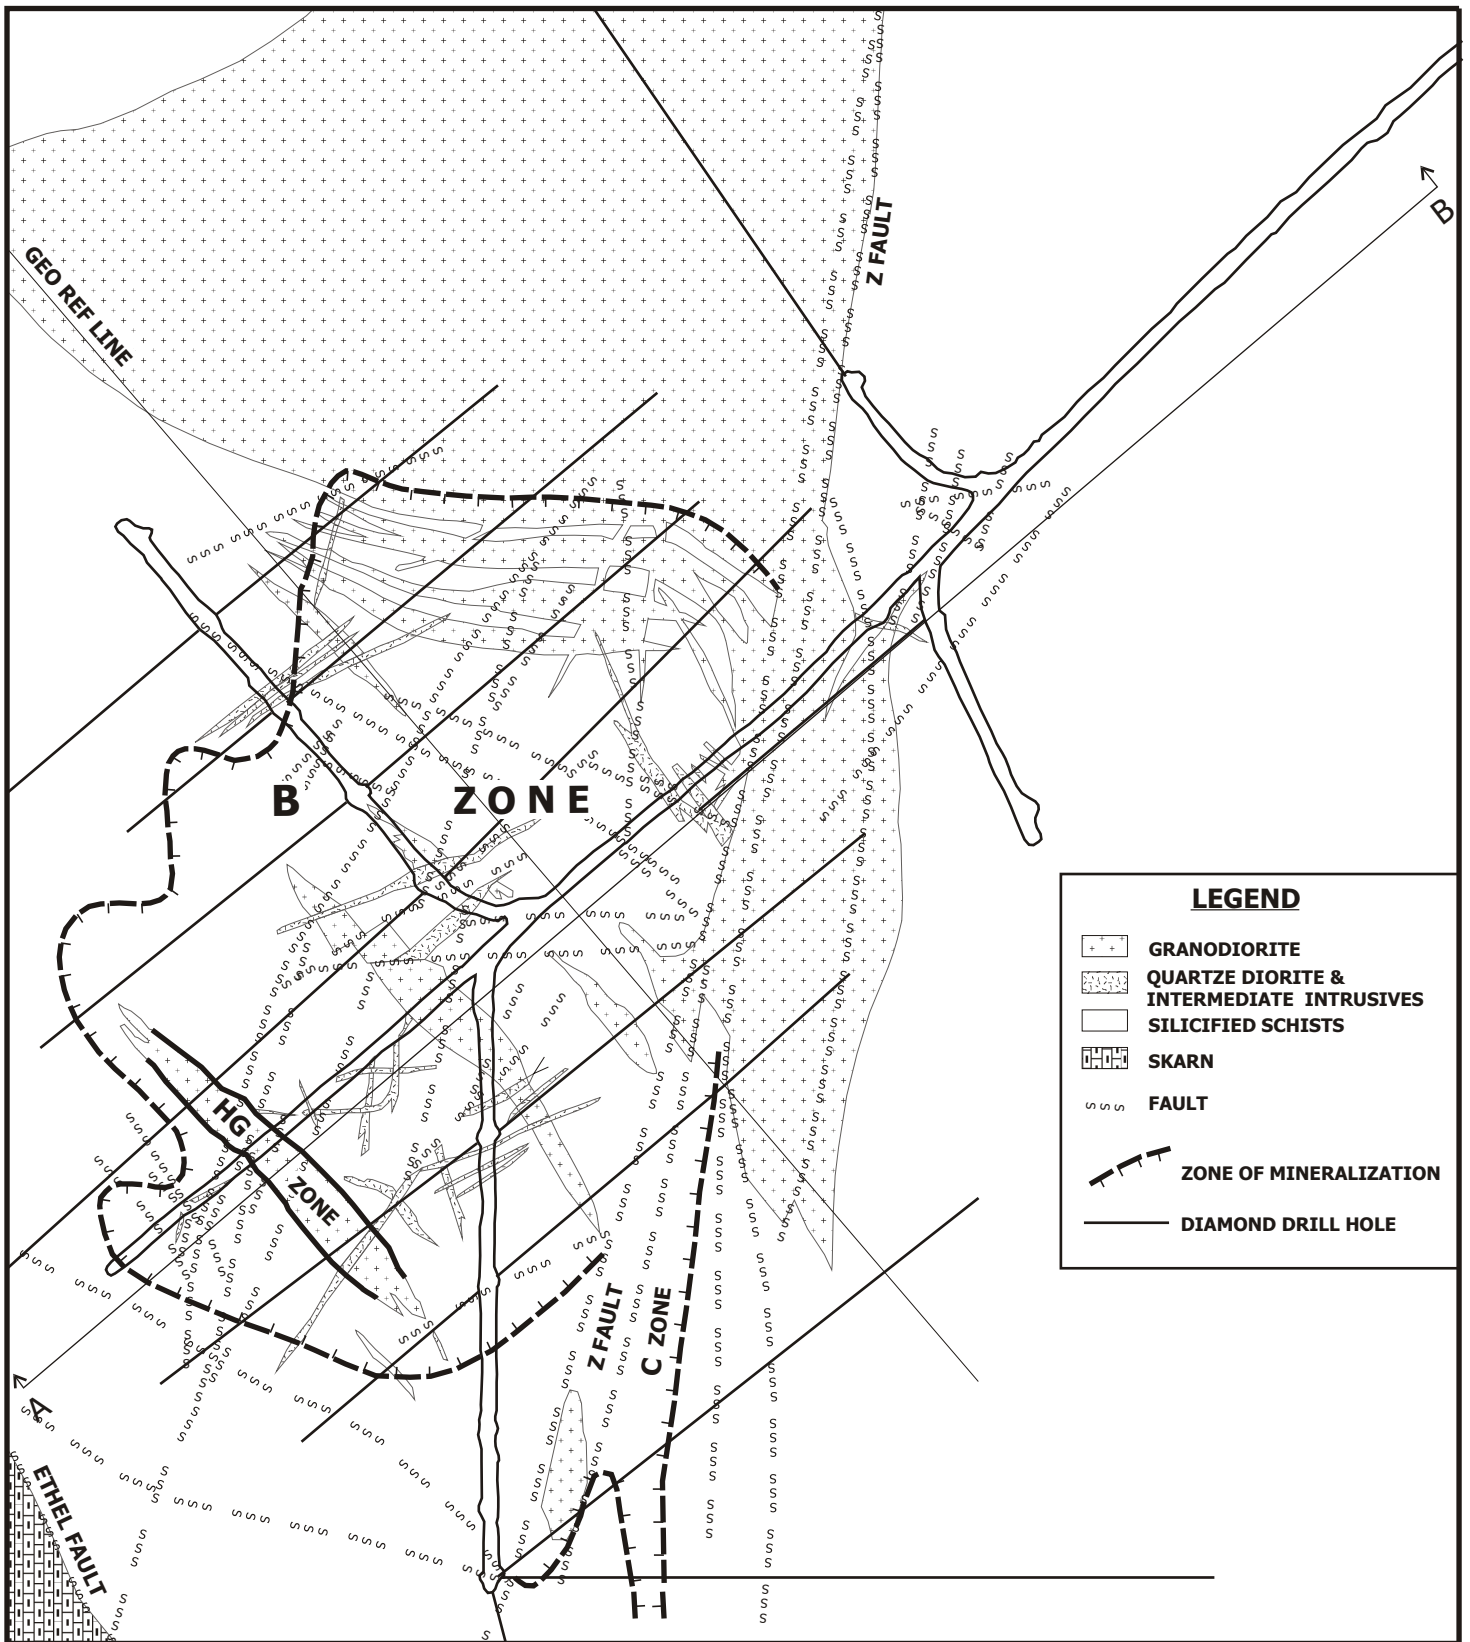 GEO REF LINE
Z FAULT
B
B ZONE
HG ZONE
Z FAULT
C ZONE
A
ETHEL FAULT
LEGEND
GRANODIORITE
QUARTZE DIORITE &
INTERMEDIATE INTRUSIVES
SILICIFIED SCHISTS
SKARN
sss FAULT
ZONE OF MINERALIZATION
DIAMOND DRILL HOLE